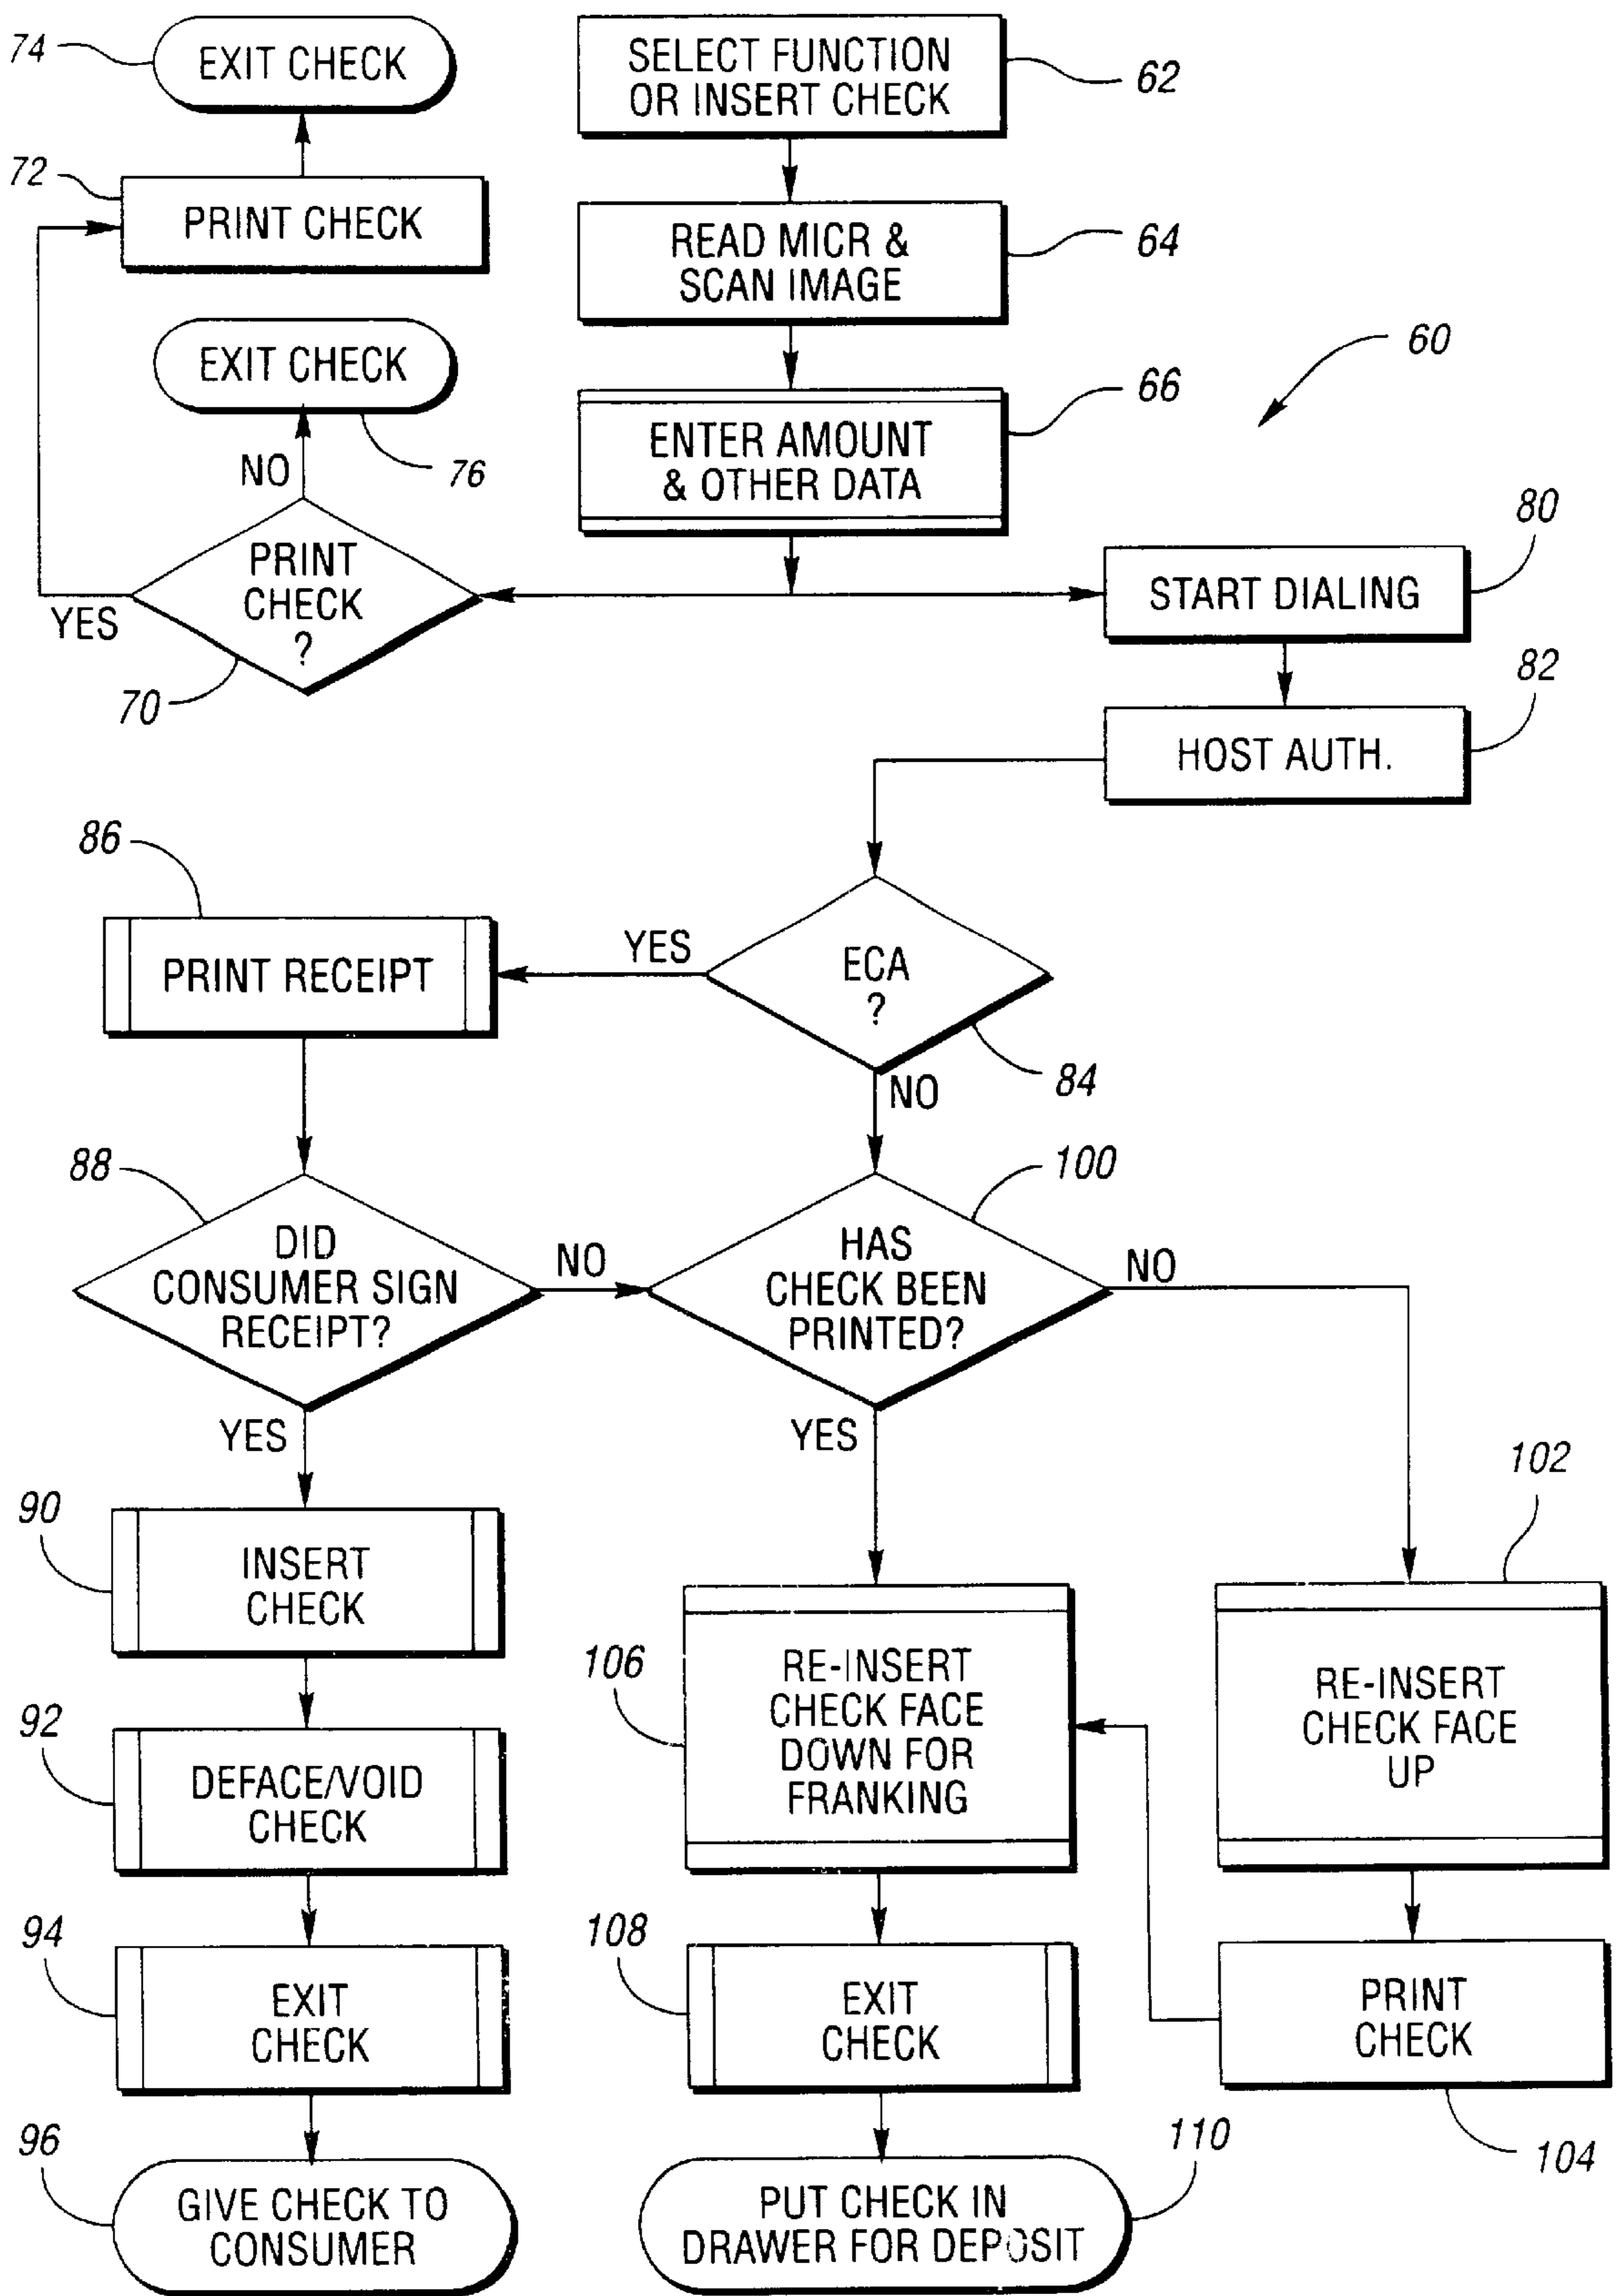 74
EXIT CHECK
SELECT FUNCTION
OR INSERT CHECK
62
72
PRINT CHECK
READ MICR &
SCAN IMAGE
64
EXIT CHECK
60
66
NO
76
ENTER AMOUNT
& OTHER DATA
80
PRINT
CHECK
?
YES
START DIALING
70
82
HOST AUTH.
86
YES
PRINT RECEIPT
ECA
?
84
NO
88
100
DID
CONSUMER SIGN
RECEIPT?
NO
HAS
CHECK BEEN
PRINTED?
NO
YES
YES
102
90
INSERT
CHECK
106
RE-INSERT
CHECK FACE
DOWN FOR
FRANKING
RE-INSERT
CHECK FACE
UP
92
DEFACE/VOID
CHECK
94
EXIT
CHECK
108
EXIT
CHECK
PRINT
CHECK
96
110
104
GIVE CHECK TO
CONSUMER
PUT CHECK IN
DRAWER FOR DEPOSIT